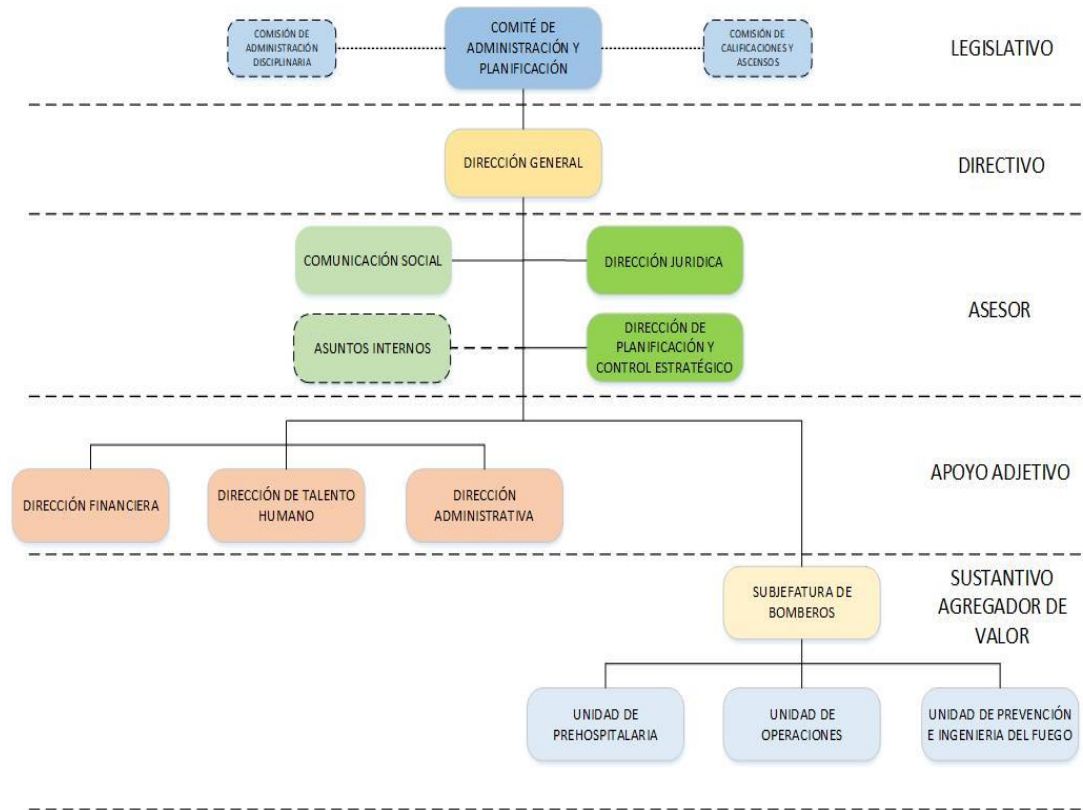 COMISIÓN DE
ADMINISTRACIÓN
DISCIPLINARIA
COMITÉ DE
ADMINISTRACIÓN Y
PLANIFICACIÓN
COMISIÓN DE
CALIFICACIONES Y
ASCENSOS
LEGISLATIVO
DIRECCIÓN GENERAL
DIRECTIVO
COMUNICACIÓN SOCIAL
DIRECCIÓN JURIDICA
ASESOR
ASUNTOS INTERNOS
DIRECCIÓN DE
PLANIFICACIÓN Y
CONTROL ESTRATÉGICO
APOYO ADJETIVO
DIRECCIÓN FINANCIERA
DIRECCIÓN DE TALENTO
HUMANO
DIRECCIÓN
ADMINISTRATIVA
SUBJEFATURA DE
BOMBEROS
SUSTANTIVO
AGREGADOR DE
VALOR
UNIDAD DE
PREHOSPITALARIA
UNIDAD DE
OPERACIONES
UNIDAD DE PREVENCIÓN
E INGENIERIA DEL FUEGO